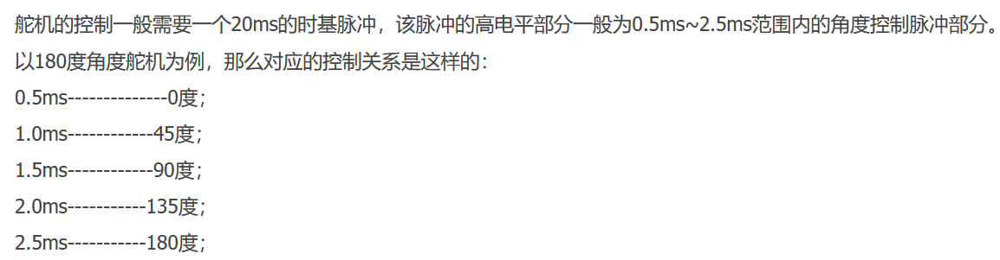 舵机的控制一般需要一个20ms的时基脉冲，该脉冲的高电平部分一般为0.5ms~2.5ms范围内的角度控制脉冲部分。
以180度角度舵机为例，那么对应的控制关系是这样的：
0.5ms--------------0度；
1.0ms------------45度；
1.5ms------------90度；
2.0ms-----------135度；
2.5ms-----------180度；